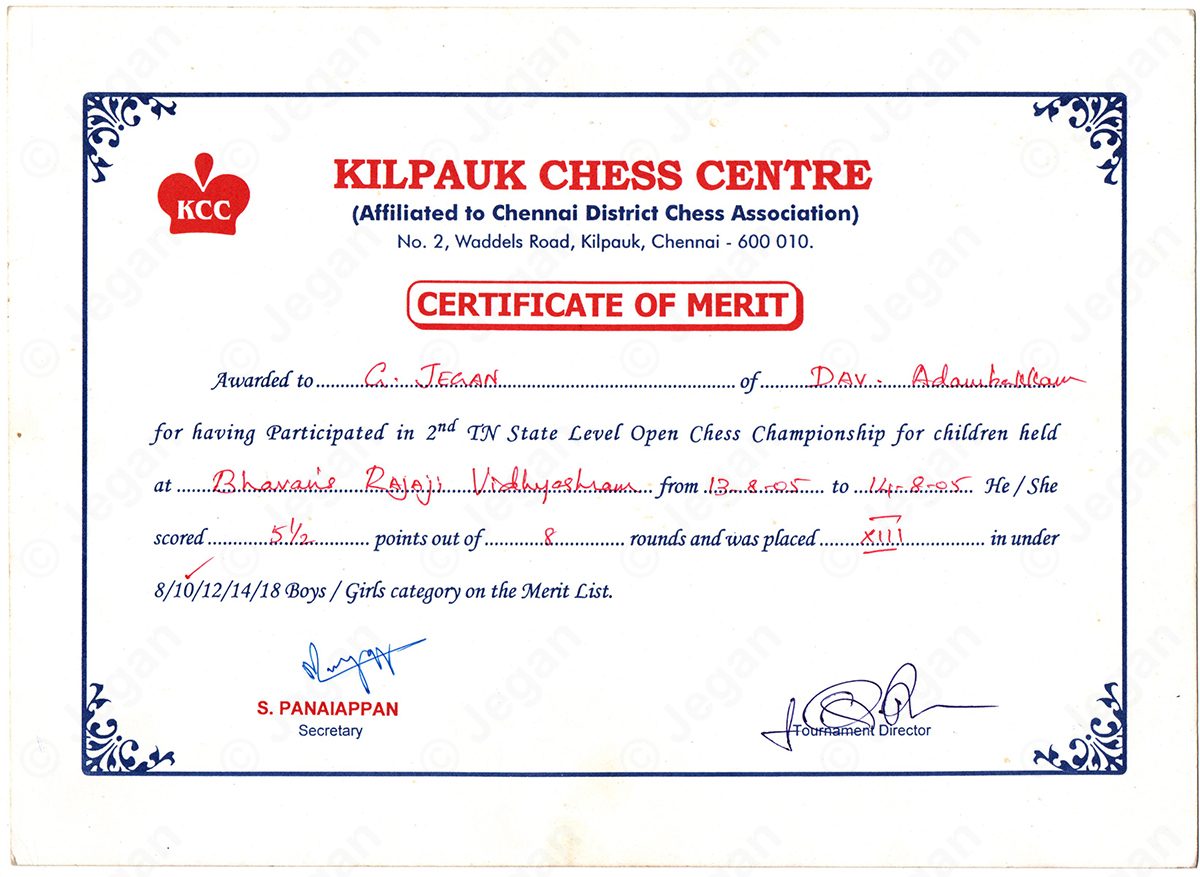 KCC
KILPAUK CHESS CENTRE
(Affiliated to Chennai District Chess Association)
No. 2, Waddels Road, Kilpauk, Chennai - 600 010.
CERTIFICATE OF MERIT
Awarded to G. JEGAN of DAV. Adambakkam
for having Participated in 2nd TN State Level Open Chess Championship for children held
at Bhavan's Rajaji Vidhyashram from 13-8-05 to 14-8-05 He / She
scored 5 1/2 points out of 8 rounds and was placed XIII in under
8/10/12/14/18 Boys / Girls category on the Merit List.
S. PANAIAPPAN
Secretary
Tournament Director
© Jegan